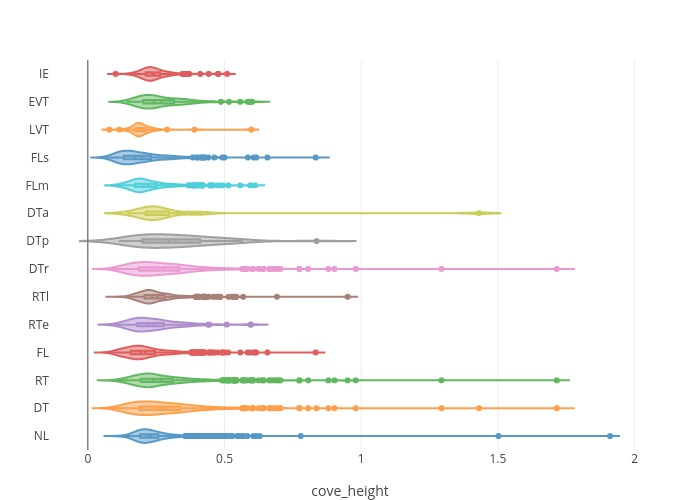 IE
EVT
LVT
FLs
FLm
DTa
DTp
DTr
RTl
RTe
FL
RT
DT
NL
0 0.5 1 1.5 2
cove_height